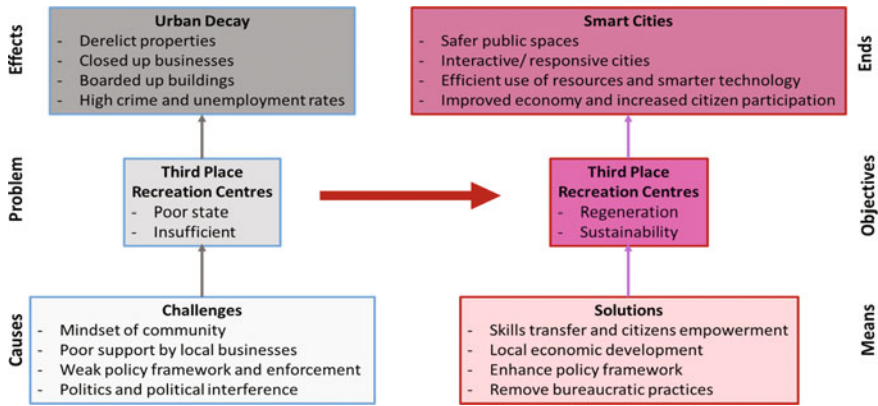 Effects
Urban Decay
- Derelict properties
- Closed up businesses
- Boarded up buildings
- High crime and unemployment rates
Problem
Third Place
Recreation Centres
- Poor state
- Insufficient
Causes
Challenges
- Mindset of community
- Poor support by local businesses
- Weak policy framework and enforcement
- Politics and political interference
Smart Cities
- Safer public spaces
- Interactive/ responsive cities
- Efficient use of resources and smarter technology
- Improved economy and increased citizen participation
Ends
Third Place
Recreation Centres
- Regeneration
- Sustainability
Objectives
Solutions
- Skills transfer and citizens empowerment
- Local economic development
- Enhance policy framework
- Remove bureaucratic practices
Means